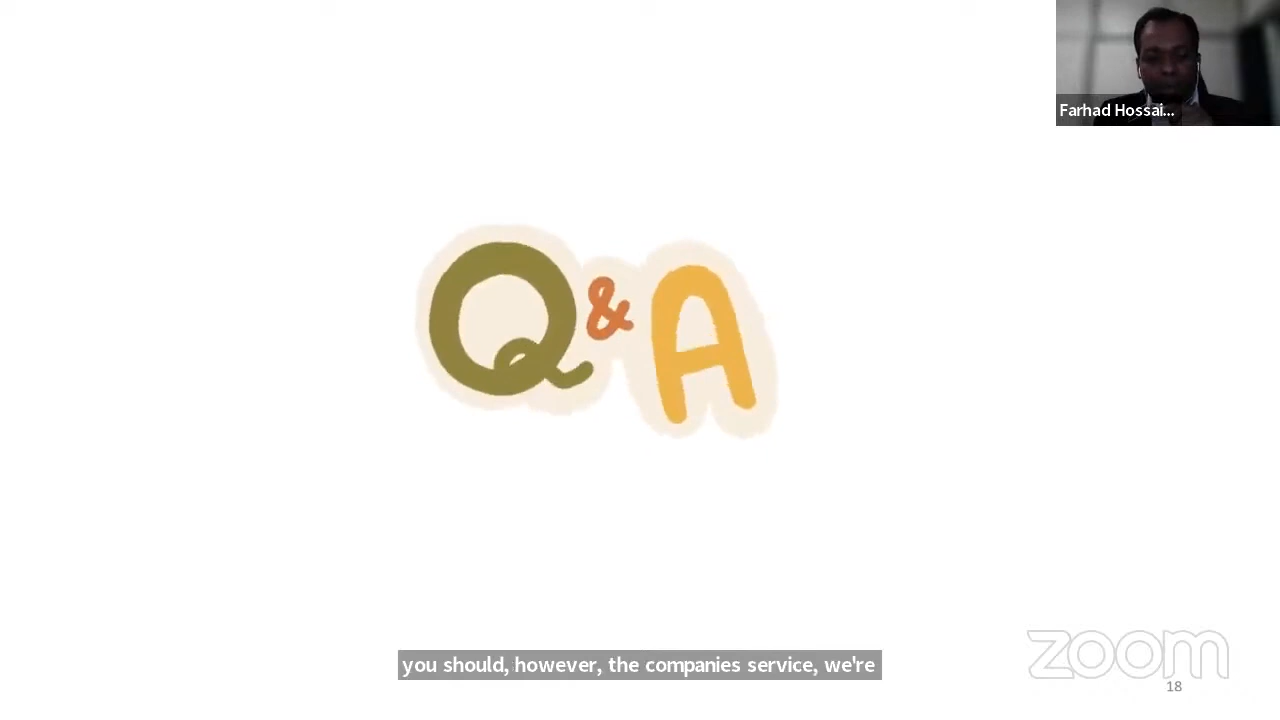 Farhad Hossai...
Q & A
you should, however, the companies service, we're
zoom
18